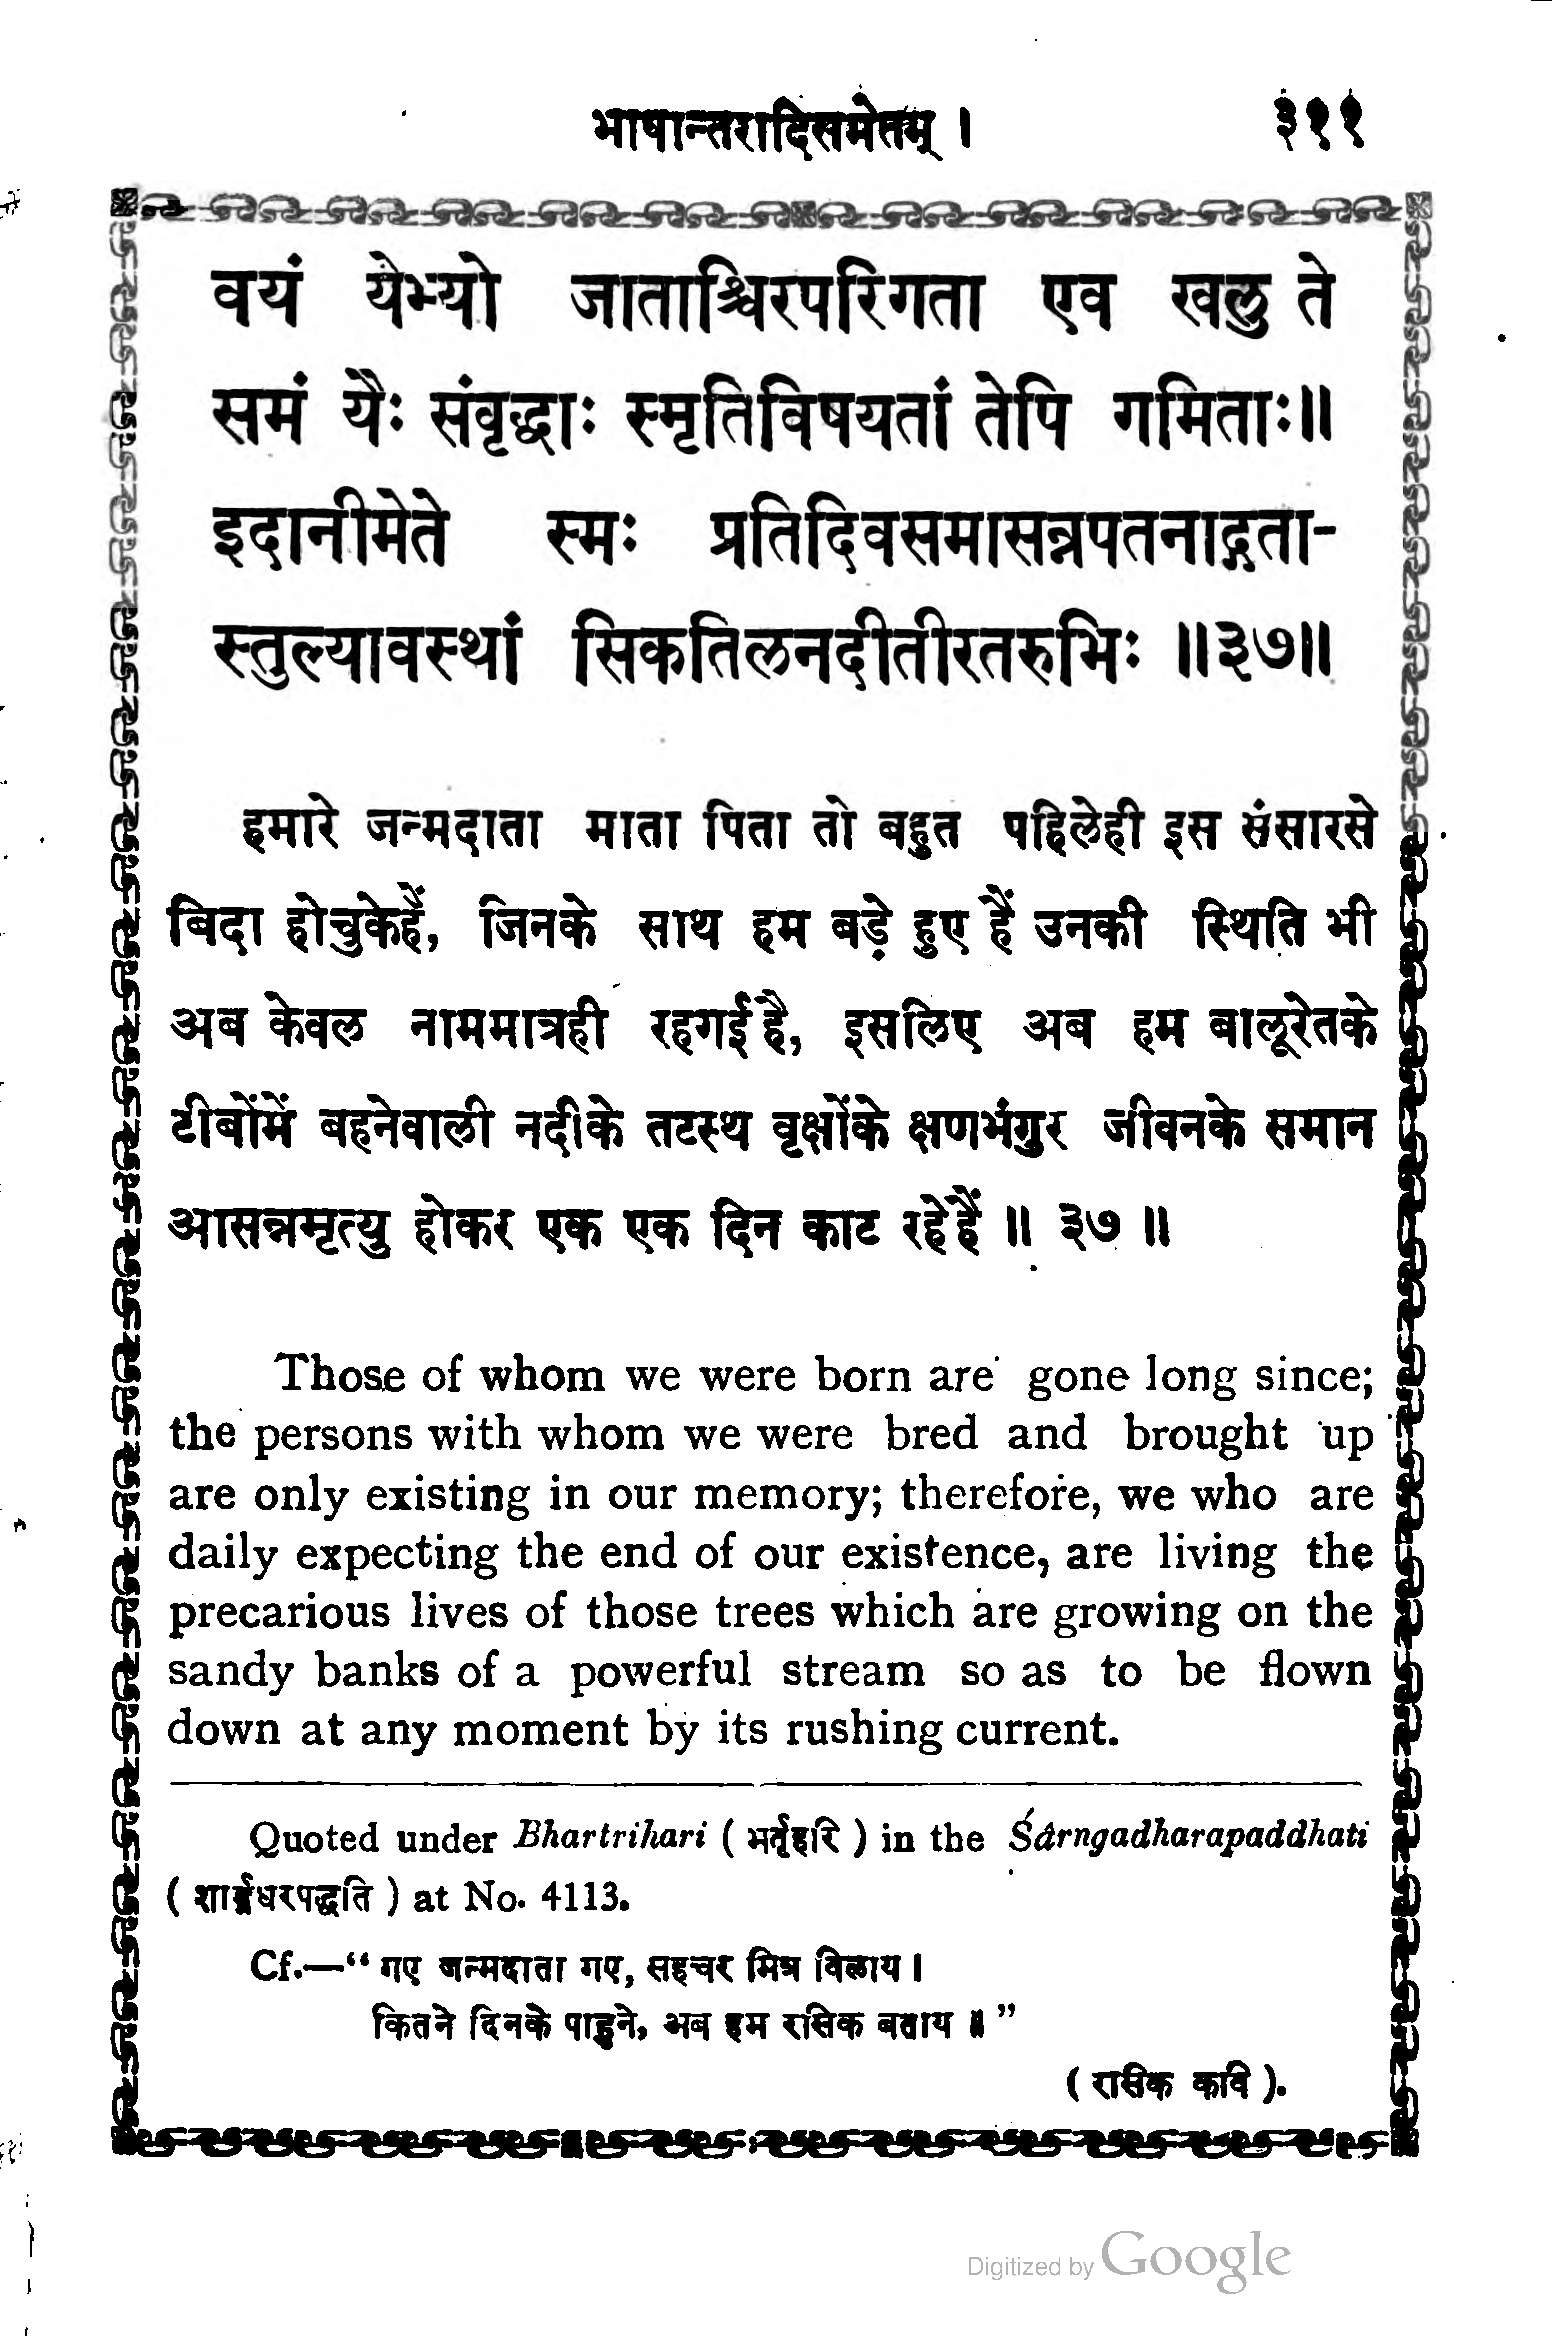 भाषान्तरादिसमेतम् । ३११
वयं येभ्यो जाताश्चिरपरिगता एव खलु ते
समं यैः संवृद्धाः स्मृतिविषयतां तेपि गमिताः॥
इदानीमेते स्मः प्रतिदिवसमासन्नपतनाद्गता-
स्तुल्यावस्थां सिकतिलनदीतीरतरुभिः ॥३७॥
हमारे जन्मदाता माता पिता तो बहुत पहिलेही इस संसारसे
बिदा होचुकेहैं, जिनके साथ हम बड़े हुए हैं उनकी स्थिति भी
अब केवल नाममात्रही रहगई है, इसलिए अब हम बालूरेतके
टीबोंमें बहनेवाली नदीके तटस्थ वृक्षोंके क्षणभंगुर जीवनके समान
आसन्नमृत्यु होकर एक एक दिन काट रहेहैं ॥ ३७ ॥
Those of whom we were born are gone long since;
the persons with whom we were bred and brought up
are only existing in our memory; therefore, we who are
daily expecting the end of our existence, are living the
precarious lives of those trees which are growing on the
sandy banks of a powerful stream so as to be flown
down at any moment by its rushing current.
Quoted under Bhartrihari ( भर्तृहरि ) in the Śârngadharapaddhati
( शार्ङ्गधरपद्धति ) at No. 4113.
Cf.—“ गए जन्मदाता गए, सहचर मित्र विलाय ।
कितने दिनके पाहुने, अब हम रसिक बताय ॥ ”
( रासिक कवि ).
Digitized by Google